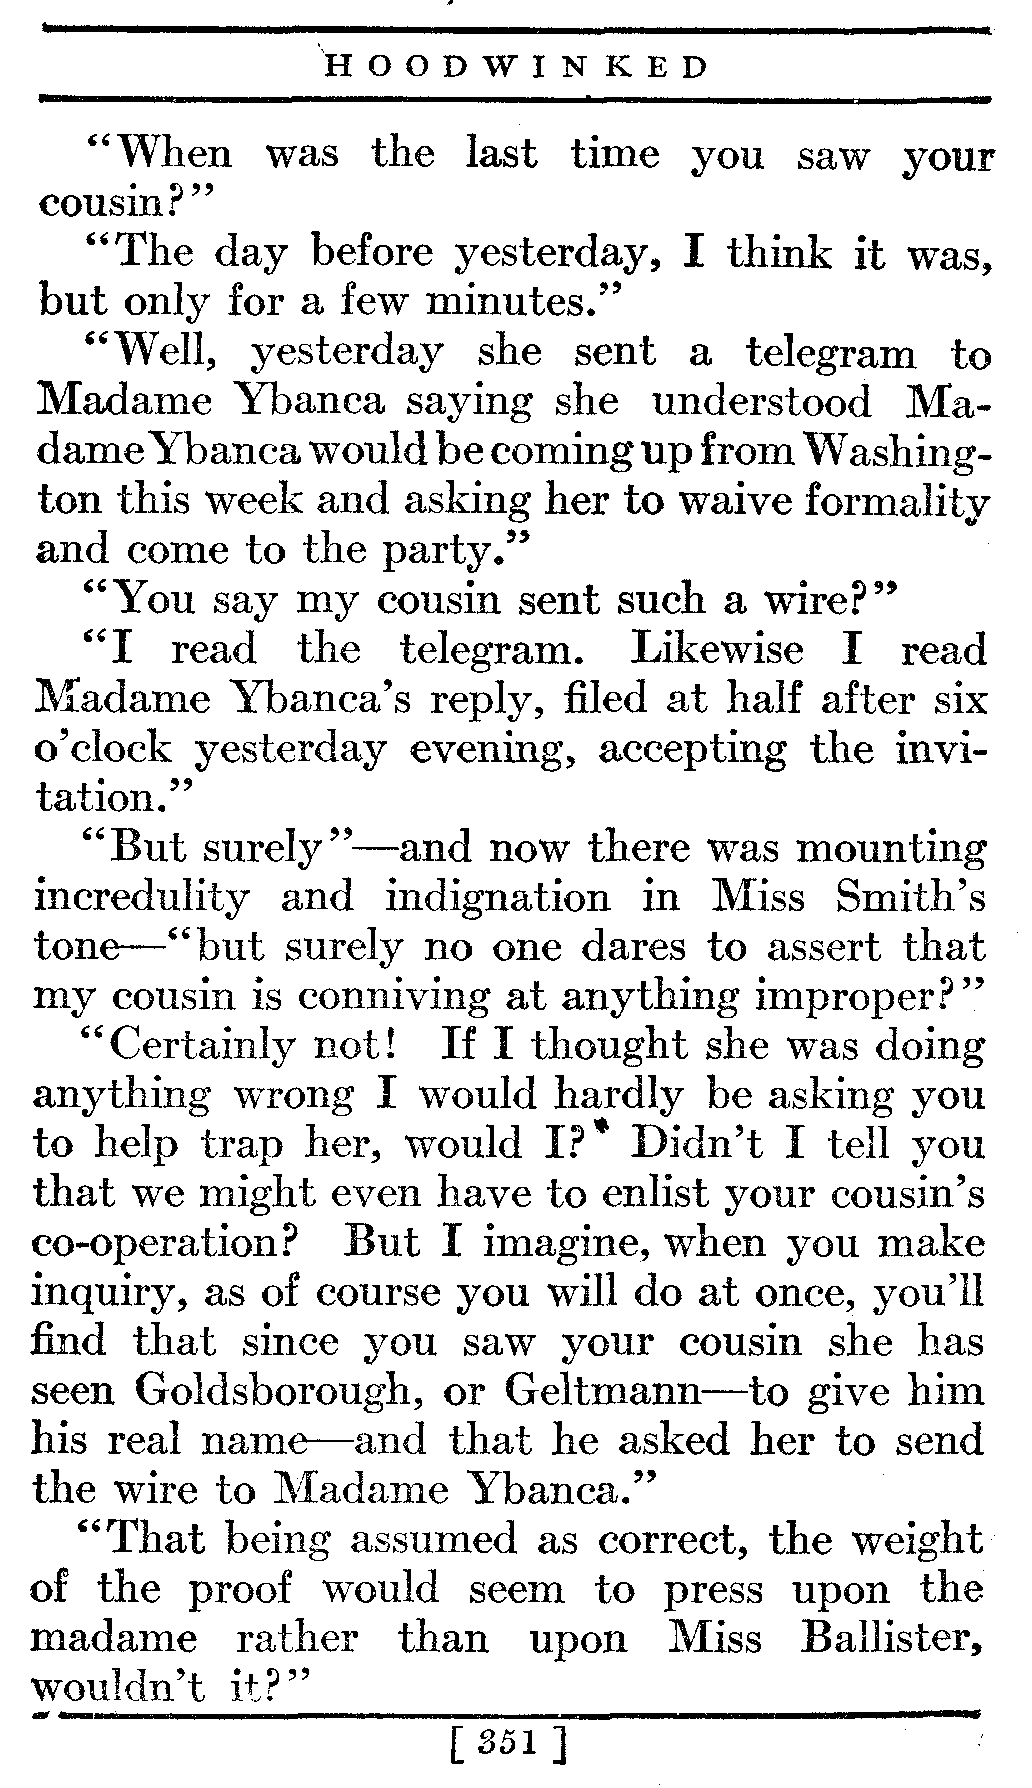 HOODWINKED
“When was the last time you saw your
cousin?”
“The day before yesterday, I think it was,
but only for a few minutes.”
“Well, yesterday she sent a telegram to
Madame Ybanca saying she understood Ma-
dame Ybanca would be coming up from Washing-
ton this week and asking her to waive formality
and come to the party.”
“You say my cousin sent such a wire?”
“I read the telegram. Likewise I read
Madame Ybanca’s reply, filed at half after six
o’clock yesterday evening, accepting the invi-
tation.”
“But surely”—and now there was mounting
incredulity and indignation in Miss Smith’s
tone—“but surely no one dares to assert that
my cousin is conniving at anything improper?”
“Certainly not! If I thought she was doing
anything wrong I would hardly be asking you
to help trap her, would I? Didn’t I tell you
that we might even have to enlist your cousin’s
co-operation? But I imagine, when you make
inquiry, as of course you will do at once, you’ll
find that since you saw your cousin she has
seen Goldsborough, or Geltmann—to give him
his real name—and that he asked her to send
the wire to Madame Ybanca.”
“That being assumed as correct, the weight
of the proof would seem to press upon the
madame rather than upon Miss Ballister,
wouldn’t it?”
[ 351 ]